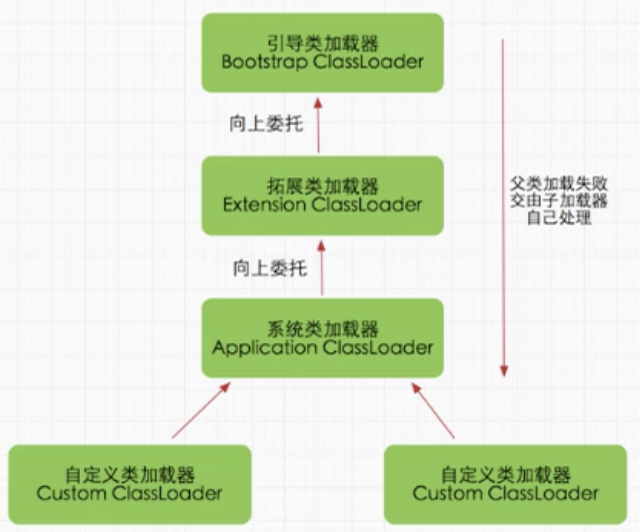 引导类加载器
Bootstrap ClassLoader
向上委托
拓展类加载器
Extension ClassLoader
父类加载失败
交由子加载器
自己处理
向上委托
系统类加载器
Application ClassLoader
自定义类加载器
Custom ClassLoader
自定义类加载器
Custom ClassLoader